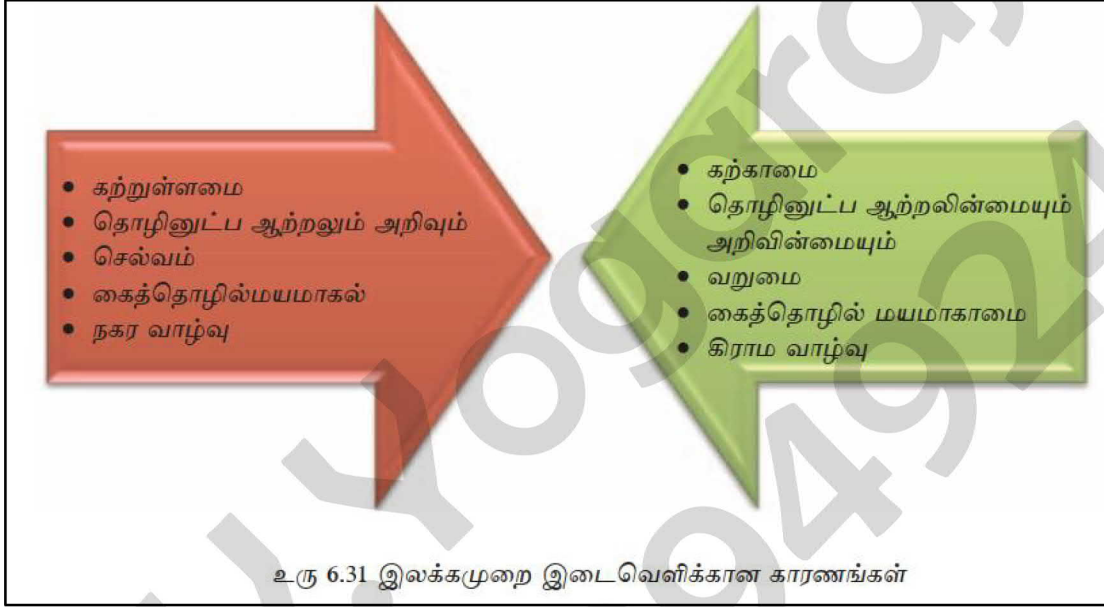 • கற்றுள்ளமை
• தொழினுட்ப ஆற்றலும் அறிவும்
• செல்வம்
• கைத்தொழில்மயமாகல்
• நகர வாழ்வு
• கற்காமை
• தொழினுட்ப ஆற்றலின்மையும்
அறிவின்மையும்
• வறுமை
• கைத்தொழில் மயமாகாமை
• கிராம வாழ்வு
உரு 6.31 இலக்கமுறை இடைவெளிக்கான காரணங்கள்